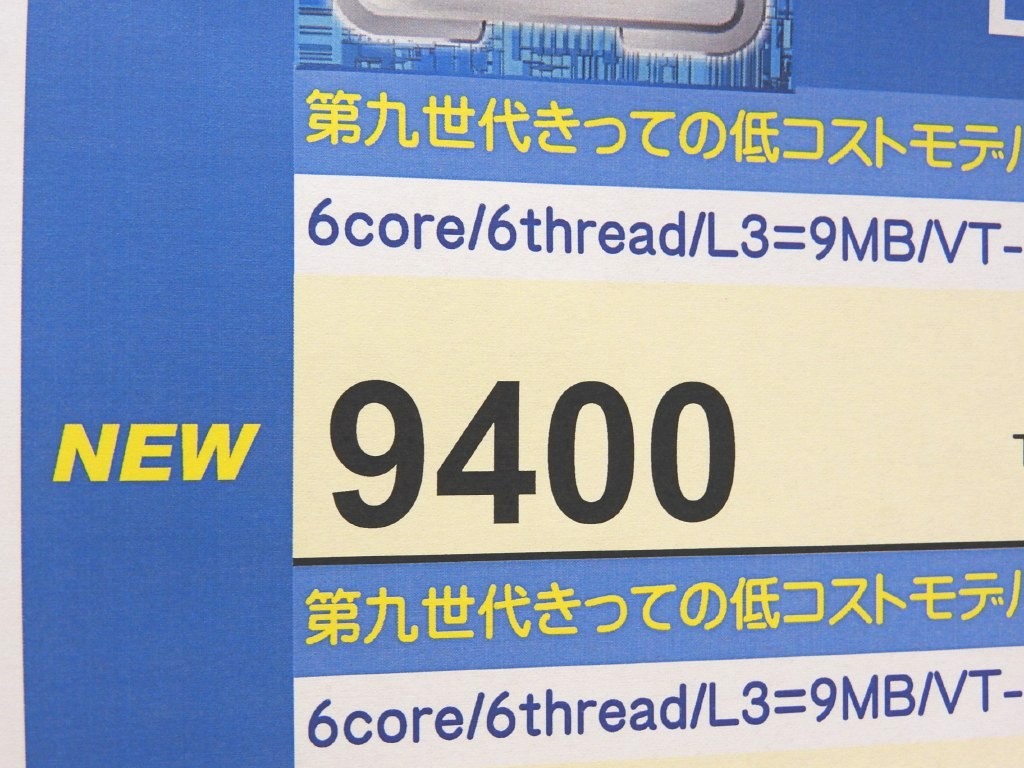 第九世代きっての低コストモデル
6core/6thread/L3=9MB/VT-
NEW 9400
第九世代きっての低コストモデル
6core/6thread/L3=9MB/VT-